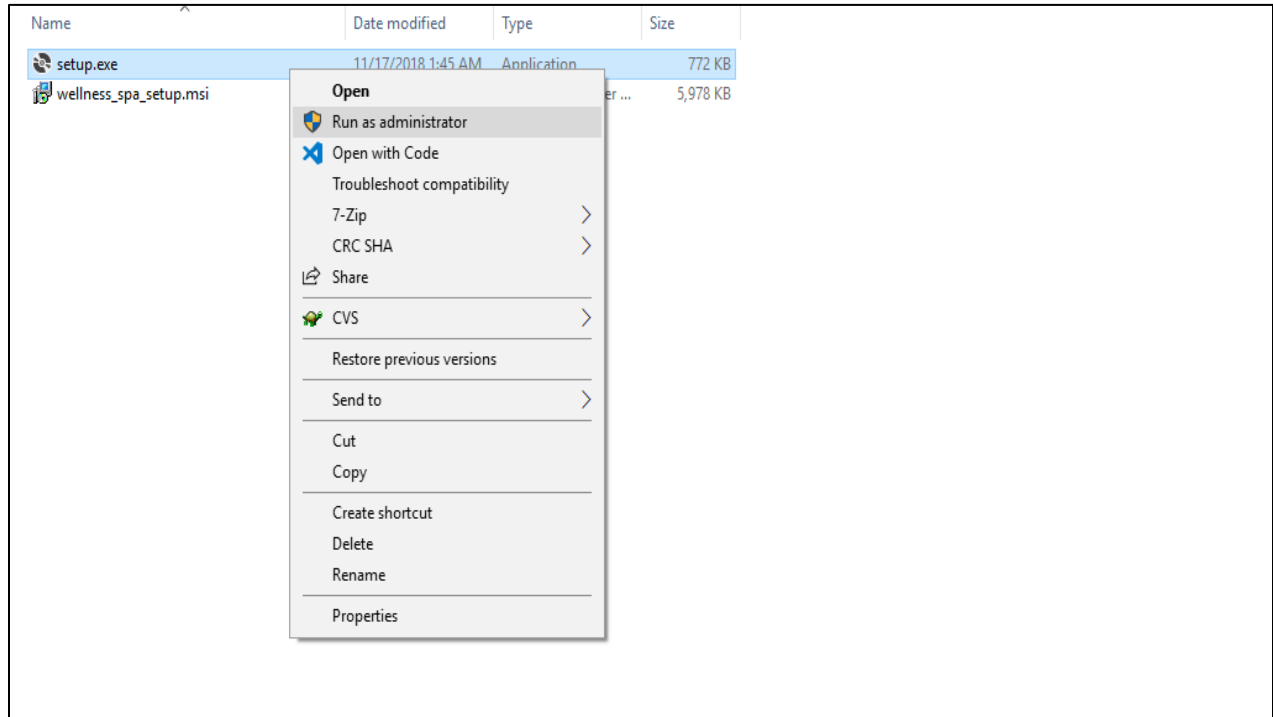 Name Date modified Type Size
setup.exe 11/17/2018 1:45 AM Application 772 KB
wellness_spa_setup.msi er ... 5,978 KB
Open
Run as administrator
Open with Code
Troubleshoot compatibility
7-Zip
CRC SHA
Share
CVS
Restore previous versions
Send to
Cut
Copy
Create shortcut
Delete
Rename
Properties